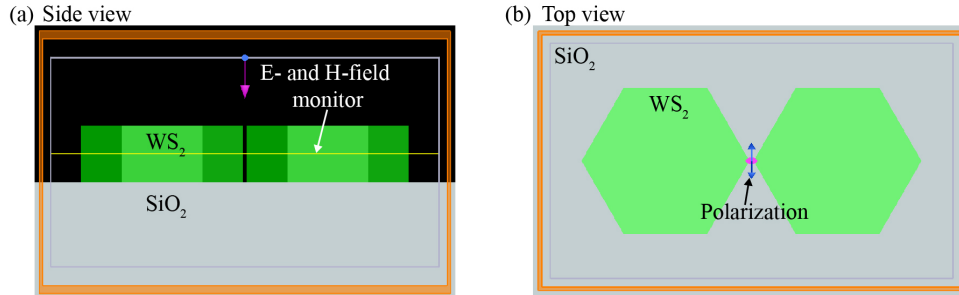 (a) Side view
E- and H-field
monitor
WS₂
SiO₂
(b) Top view
SiO₂
WS₂
Polarization